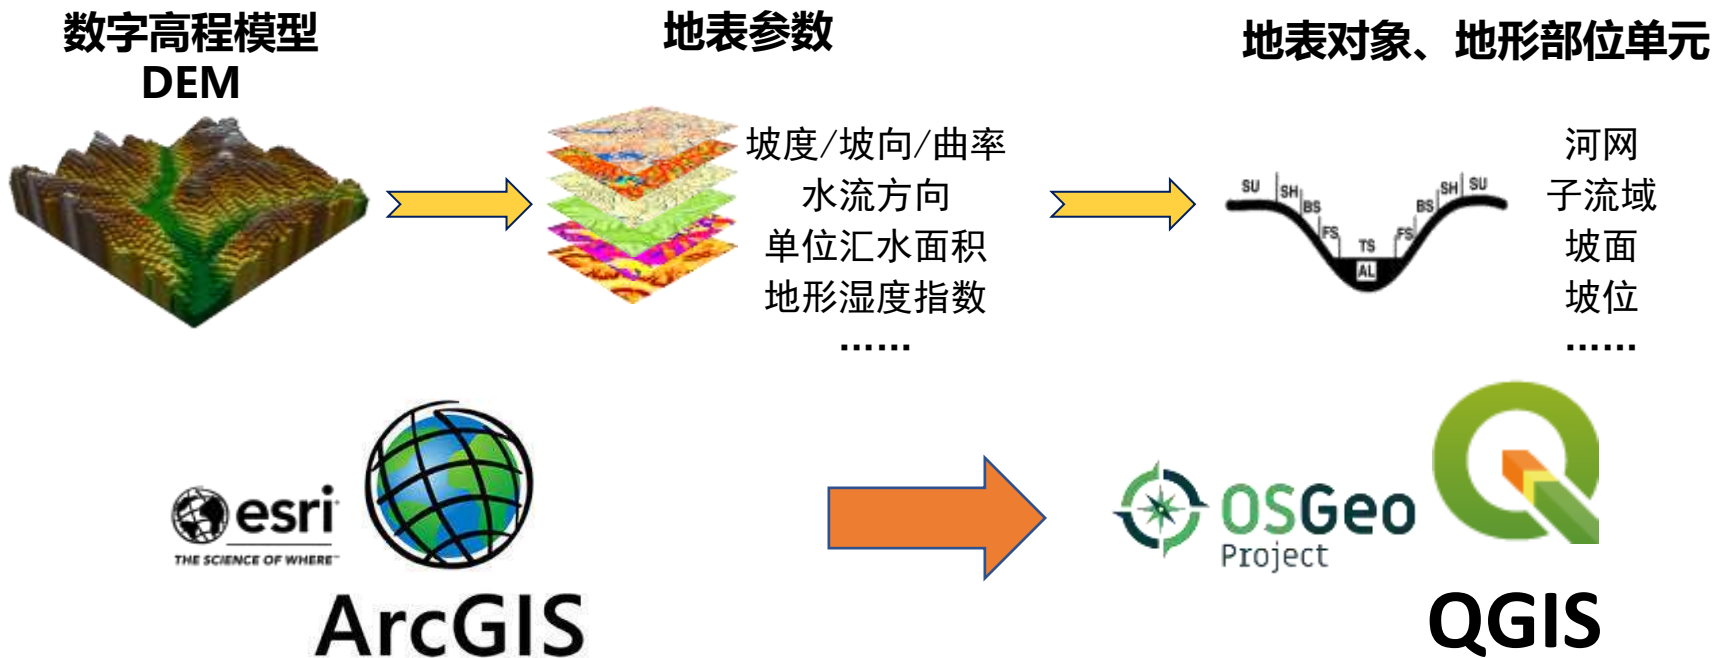 数字高程模型
DEM
地表参数
地表对象、地形部位单元
坡度/坡向/曲率
水流方向
单位汇水面积
地形湿度指数
……
SU SH BS FS TS AL FS BS SH SU
河网
子流域
坡面
坡位
……
esri
THE SCIENCE OF WHERE™
ArcGIS
OSGeo
Project
QGIS